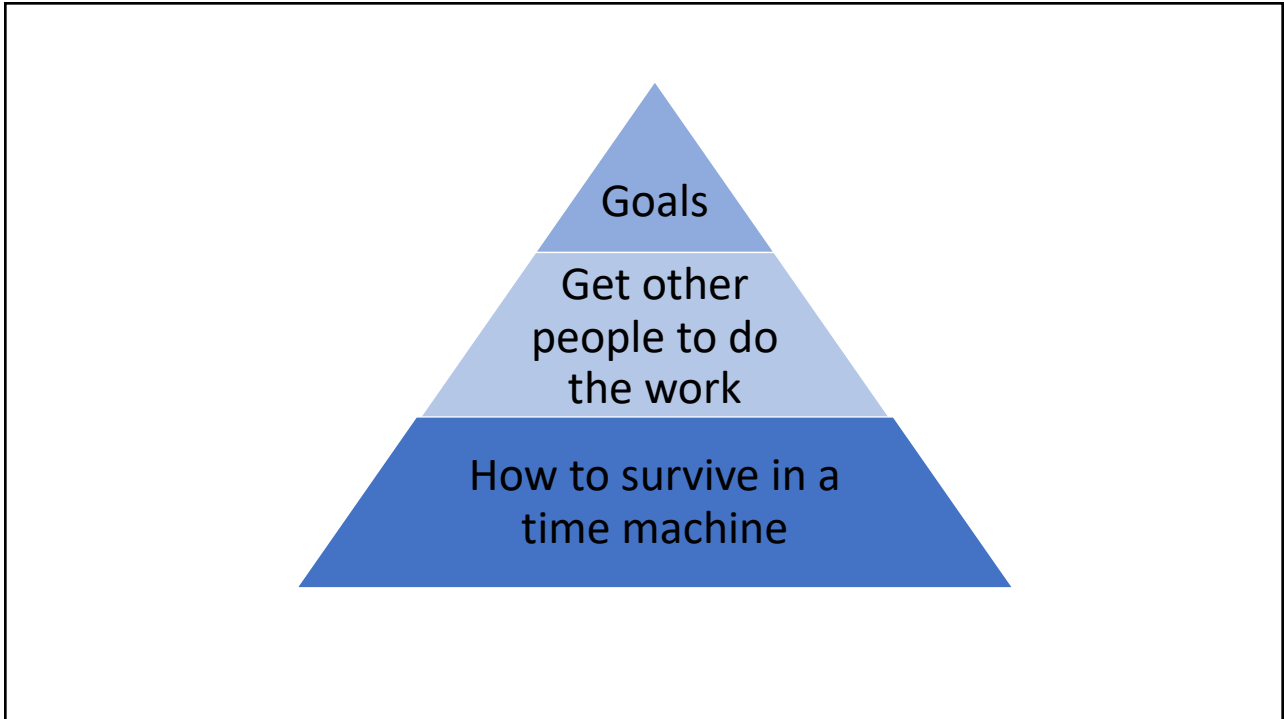 Goals
Get other
people to do
the work
How to survive in a
time machine